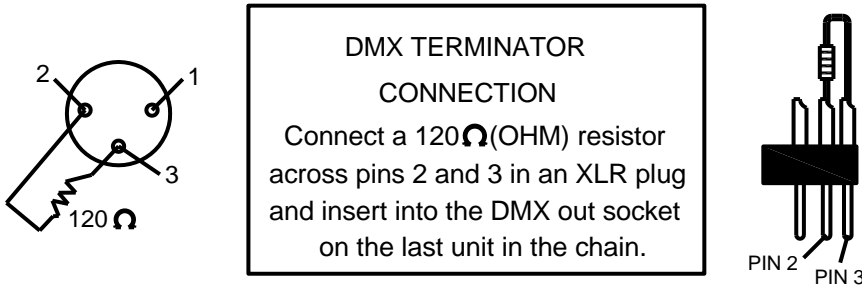 2
1
3
120 Ω
DMX TERMINATOR
CONNECTION
Connect a 120Ω(OHM) resistor
across pins 2 and 3 in an XLR plug
and insert into the DMX out socket
on the last unit in the chain.
PIN 2
PIN 3